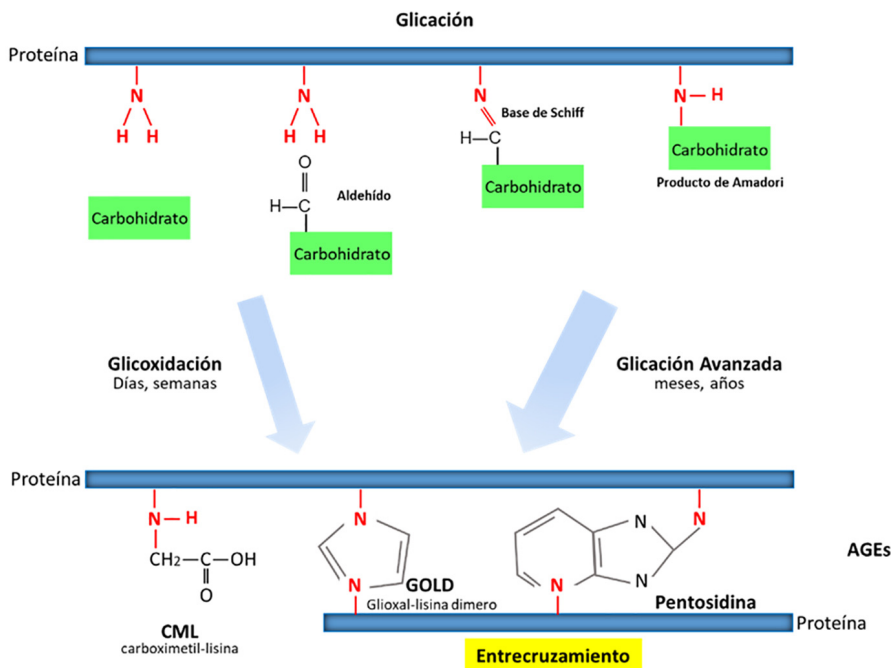 Glicación
Proteína
N
H H
N
H H
N
Base de Schiff
H C
Carbohidrato
N H
Carbohidrato
Producto de Amadori
Carbohidrato
O
H C
Aldehído
Carbohidrato
Glicoxidación
Días, semanas
Glicación Avanzada
meses, años
Proteína
N H
CH2 C OH
O
CML
carboximetil-lisina
N
N
GOLD
Glioxal-lisina dimero
N
N
N
N
Pentosidina
AGEs
Proteína
Entrecruzamiento